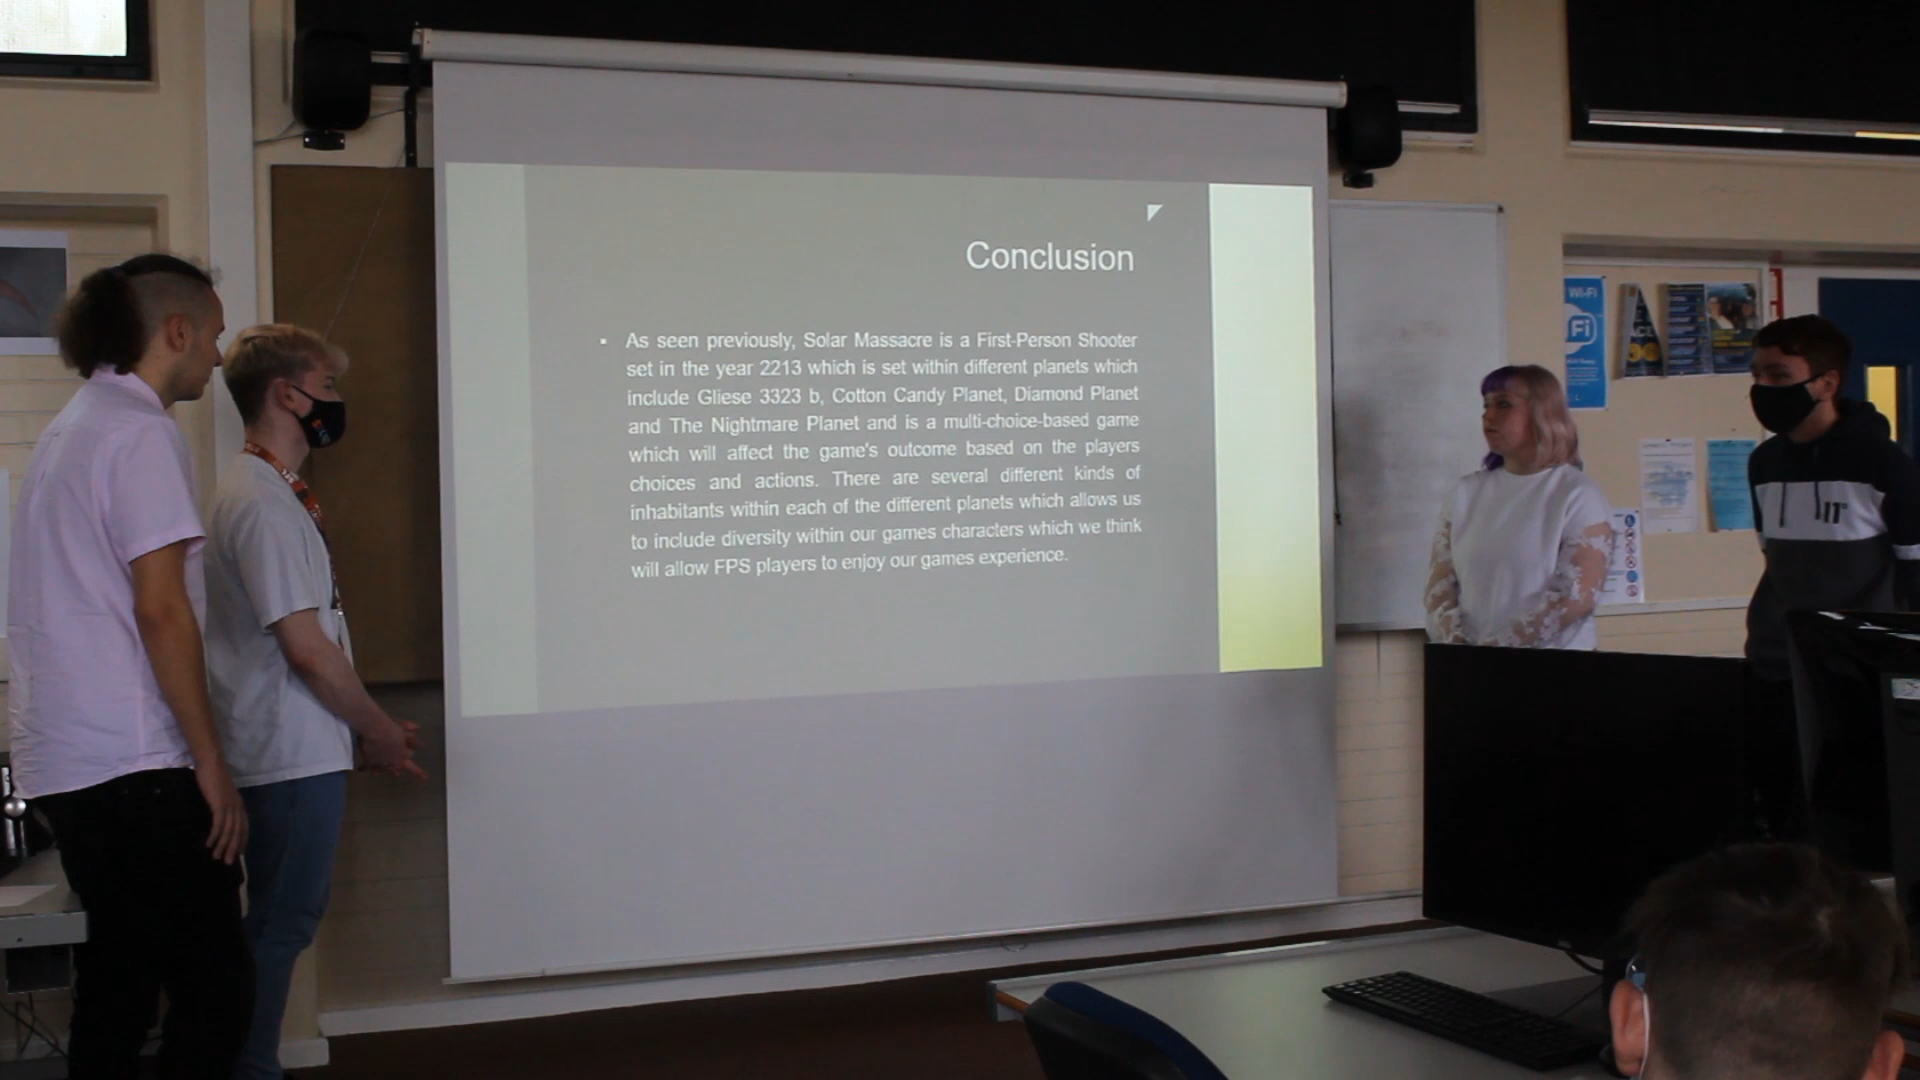 Conclusion
▪ As seen previously, Solar Massacre is a First-Person Shooter
set in the year 2213 which is set within different planets which
include Gliese 3323 b, Cotton Candy Planet, Diamond Planet
and The Nightmare Planet and is a multi-choice-based game
which will affect the game's outcome based on the players
choices and actions. There are several different kinds of
inhabitants within each of the different planets which allows us
to include diversity within our games characters which we think
will allow FPS players to enjoy our games experience.
Wi-Fi
Fi